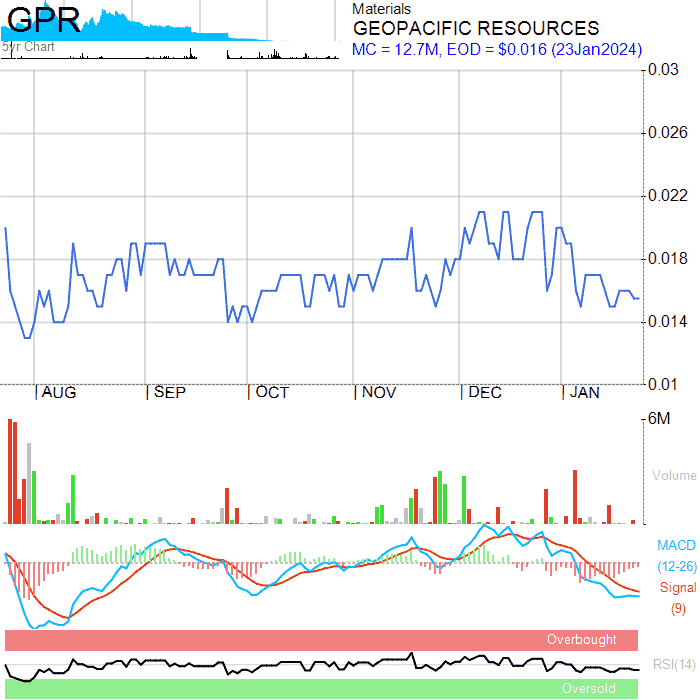 GPR
5yr Chart
Materials
GEOPACIFIC RESOURCES
MC = 12.7M, EOD = $0.016 (23Jan2024)
0.03
0.026
0.022
0.018
0.014
0.01
AUG SEP OCT NOV DEC JAN
6M
Volume
MACD
(12-26)
Signal
(9)
Overbought
RSI(14)
Oversold